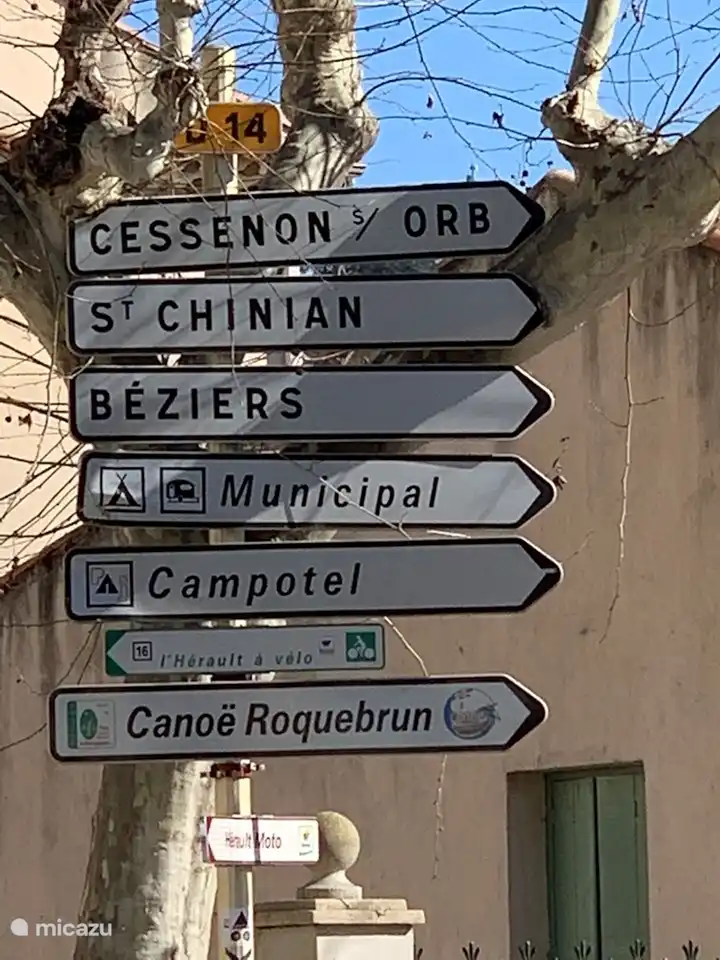 D 14
CESSENON S/ ORB
ST CHINIAN
BÉZIERS
Municipal
Campotel
16 l'Hérault à vélo
Canoë Roquebrun
Hérault Moto
micazu